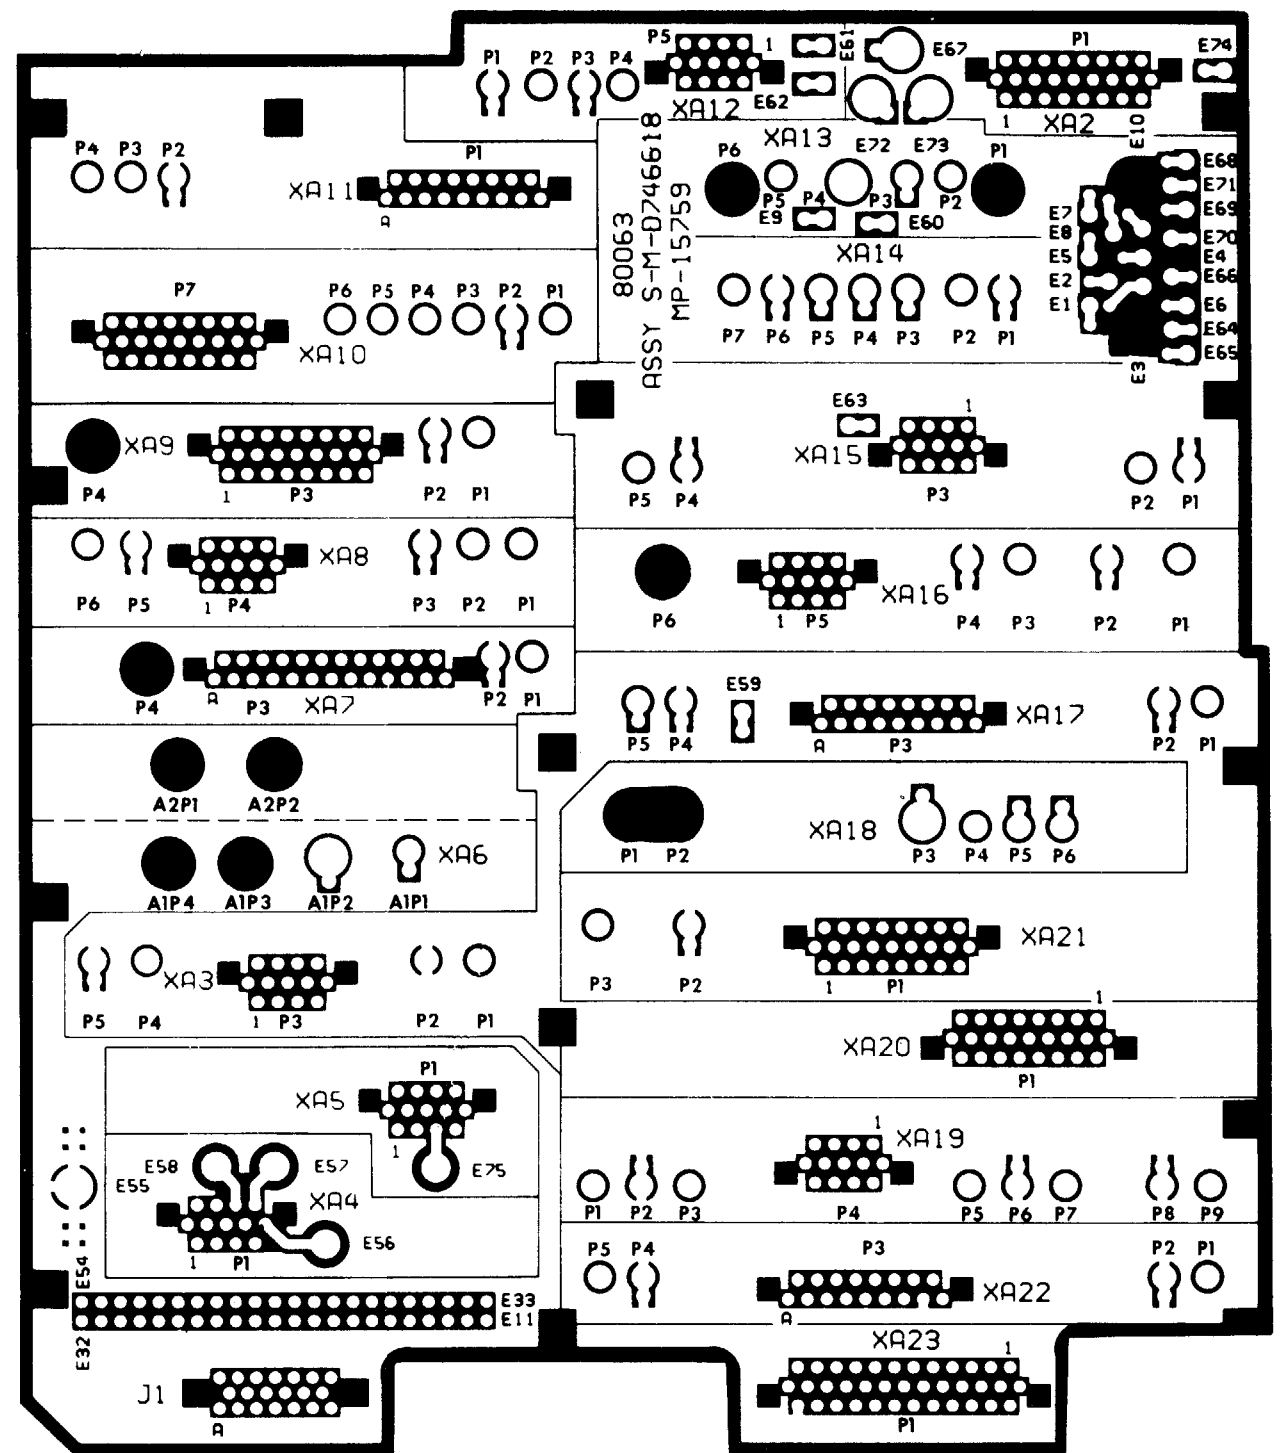 P1 P2 P3 P4
P5 1
E61
E67
P1
E74
E62
XA12
1 XA2
E10
P4 P3 P2
XA11
P1
A
XA13
E72 E73
P6
P1
P5
P4
P3
P2
E9
E60
XA14
80063
ASSY S-M-D746618
MP-15759
E68
E71
E69
E70
E4
E66
E6
E64
E65
E7
E8
E5
E2
E1
E3
P7
XA10
P6 P5 P4 P3 P2 P1
P7 P6 P5 P4 P3 P2 P1
XA9
P4
1 P3
P2 P1
E63
1
XA15
P5 P4
P3
P2 P1
XA8
P6 P5
1 P4
P3 P2 P1
XA16
P6
1 P5
P4 P3
P2 P1
P4
A P3 XA7
P2 P1
E59
XA17
P5 P4
A P3
P2 P1
A2P1 A2P2
XA18
P1 P2
P3 P4 P5 P6
XA6
A1P4 A1P3 A1P2 A1P1
XA21
P3 P2
1 P1
XA3
P5 P4
1 P3
P2 P1
1
XA20
P1
P1
XA5
1
E75
E58 E57
E55
XA4
E56
1 P1
1
XA19
P1 P2 P3
P4
P5 P6 P7
P8 P9
P5 P4
P3
P2 P1
XA22
A
E54
E33
E11
E32
XA23
1
P1
J1
A